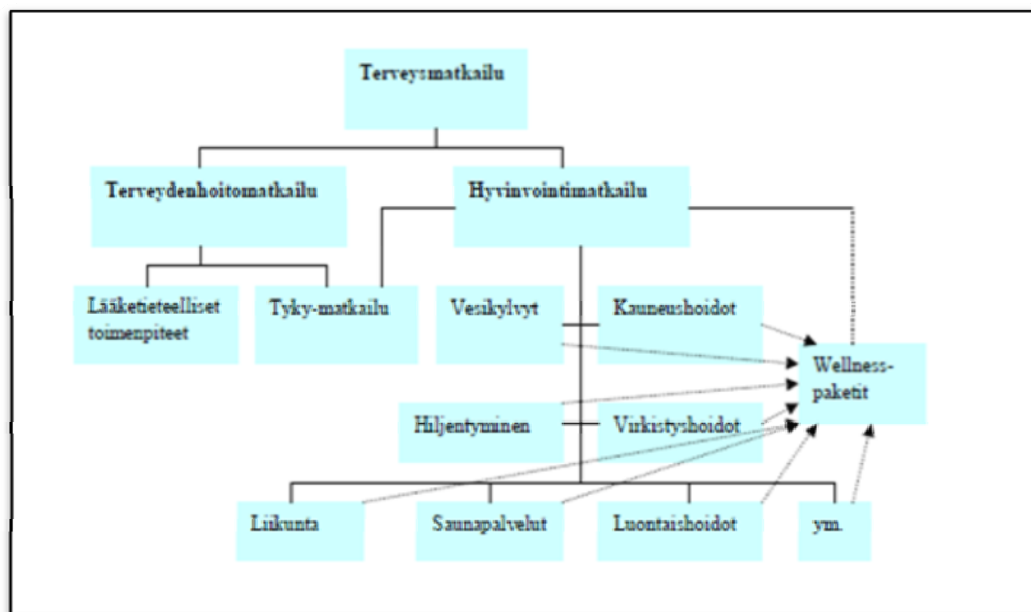 Terveysmatkailu
Terveydenhoitomatkailu
Hyvinvointimatkailu
Lääketieteelliset
toimenpiteet
Tyky-matkailu
Vesikylvyt
Kauneushoidot
Wellness-
paketit
Hiljentyminen
Virkistyshoidot
Liikunta
Saunapalvelut
Luontaishoidot
ym.